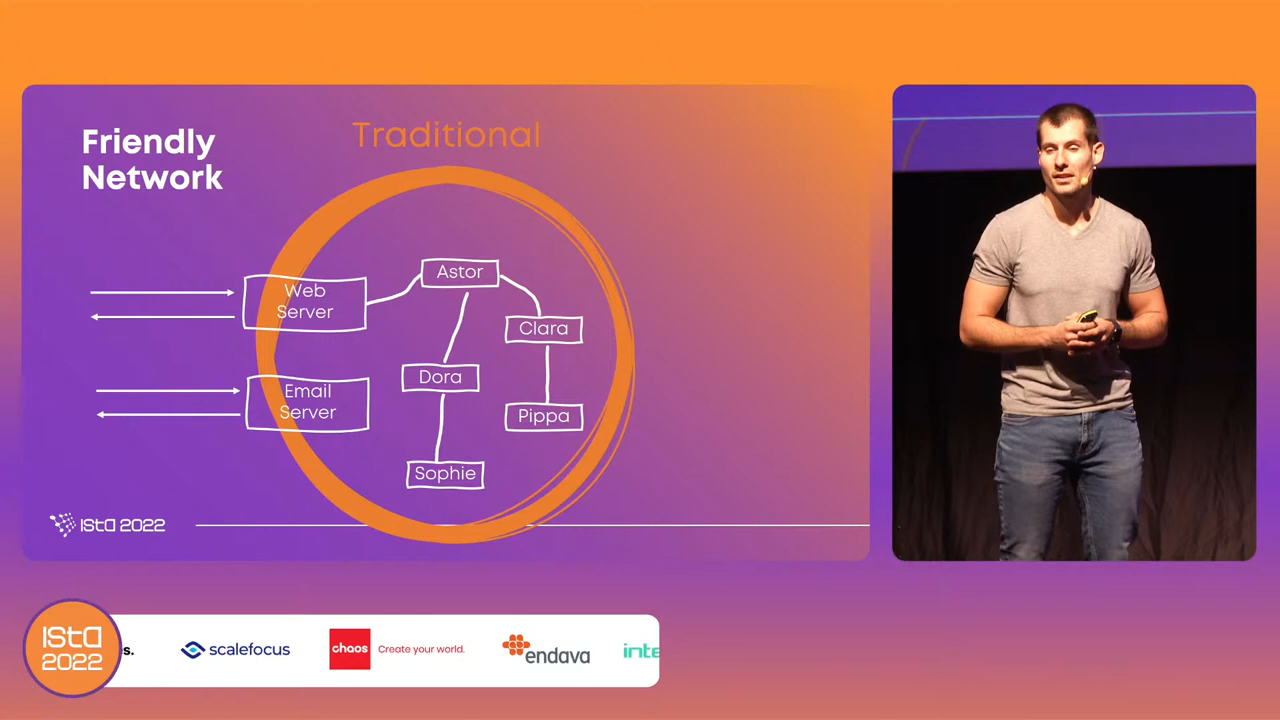 Friendly
Network
Traditional
Web
Server
Astor
Clara
Email
Server
Dora
Pippa
Sophie
ISTA 2022
ISTA
2022
s.
scalefocus
chaos
Create your world.
endava
inte